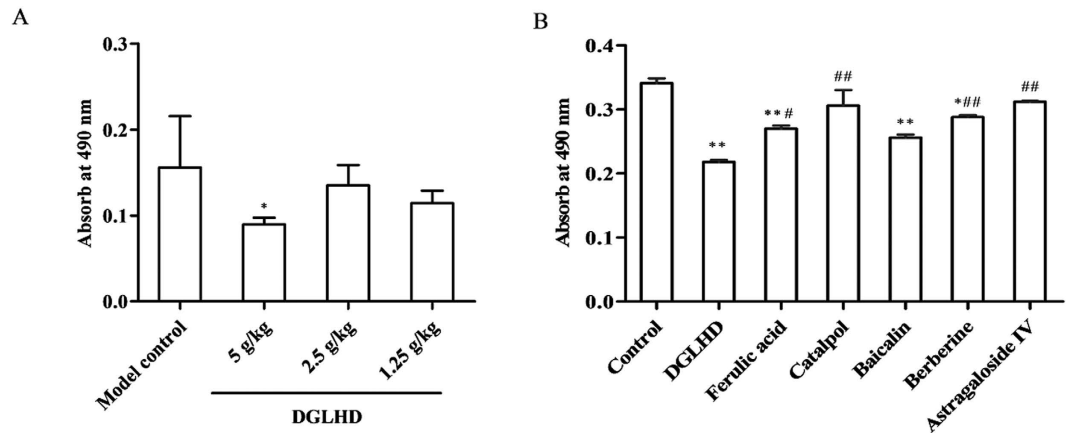 A
Absorb at 490 nm
0.3
0.2
0.1
0.0
*
Model control
5 g/kg
2.5 g/kg
1.25 g/kg
DGLHD
B
Absorb at 490 nm
0.4
0.3
0.2
0.1
0.0
**
**#
##
**
*##
##
Control
DGLHD
Ferulic acid
Catalpol
Baicalin
Berberine
Astragaloside IV